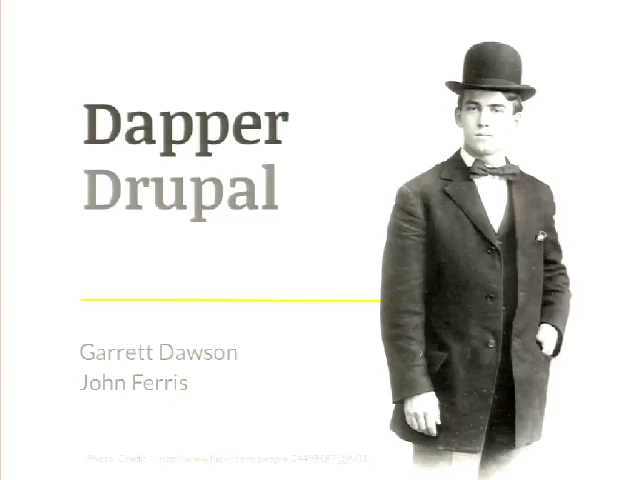 Dapper
Drupal
Garrett Dawson
John Ferris
Photo Credit